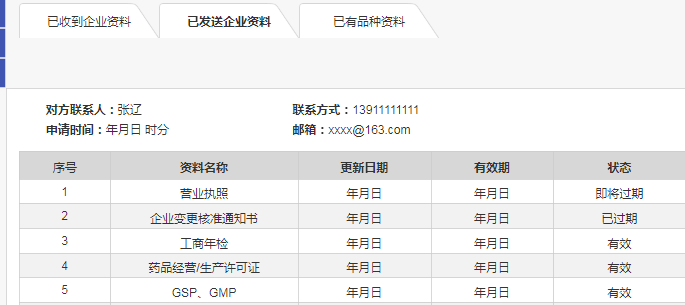 已收到企业资料 已发送企业资料 已有品种资料
对方联系人：张辽 联系方式：13911111111
申请时间：年月日 时分 邮箱：xxxx@163.com
序号 资料名称 更新日期 有效期 状态
1 营业执照 年月日 年月日 即将过期
2 企业变更核准通知书 年月日 年月日 已过期
3 工商年检 年月日 年月日 有效
4 药品经营/生产许可证 年月日 年月日 有效
5 GSP、GMP 年月日 年月日 有效